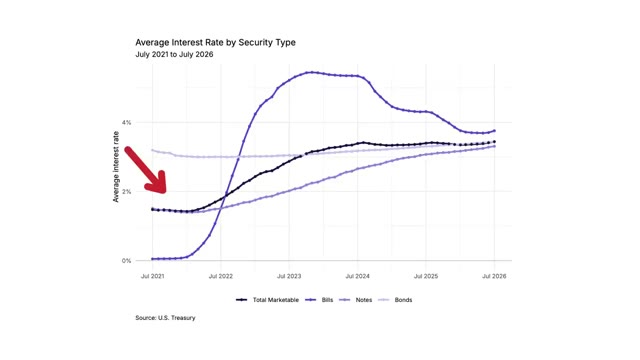 Average Interest Rate by Security Type
July 2021 to July 2026
Average interest rate
4%
2%
0%
Jul 2021 Jul 2022 Jul 2023 Jul 2024 Jul 2025 Jul 2026
Total Marketable Bills Notes Bonds
Source: U.S. Treasury